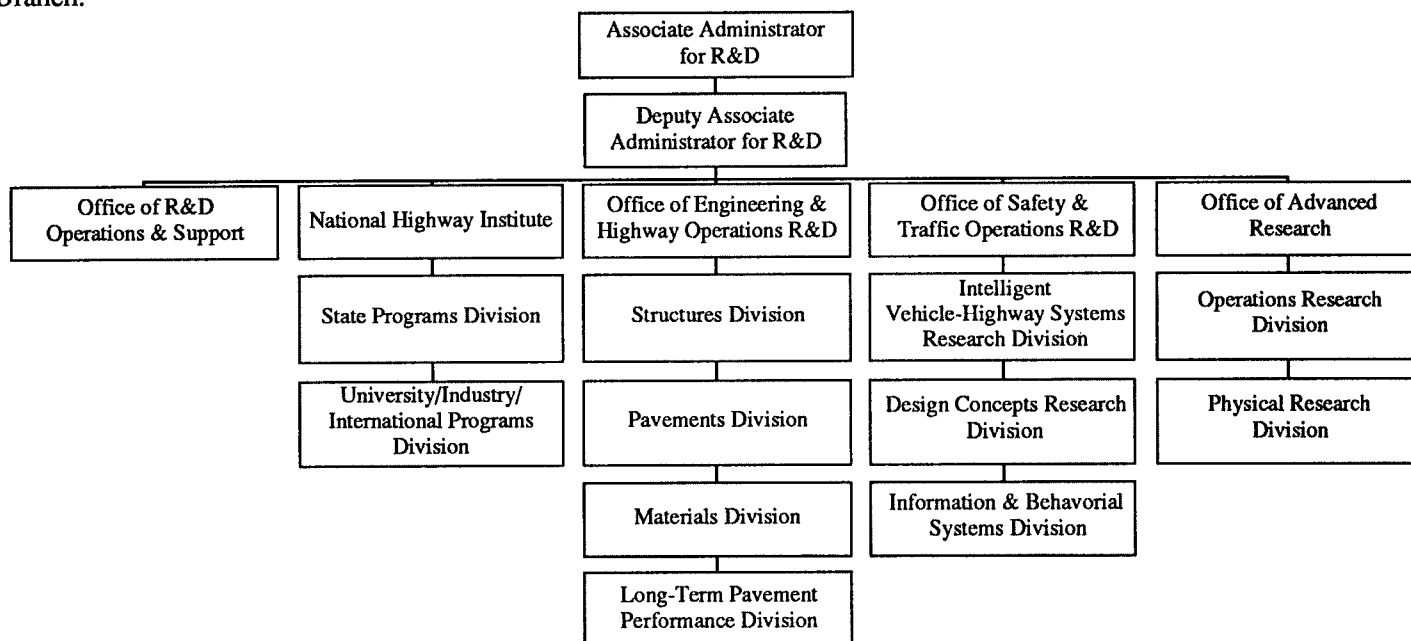 Branch.
Associate Administrator
for R&D
Deputy Associate
Administrator for R&D
Office of R&D
Operations & Support
National Highway Institute
Office of Engineering &
Highway Operations R&D
Office of Safety &
Traffic Operations R&D
Office of Advanced
Research
State Programs Division
Structures Division
Intelligent
Vehicle-Highway Systems
Research Division
Operations Research
Division
University/Industry/
International Programs
Division
Pavements Division
Design Concepts Research
Division
Physical Research
Division
Materials Division
Information & Behavorial
Systems Division
Long-Term Pavement
Performance Division